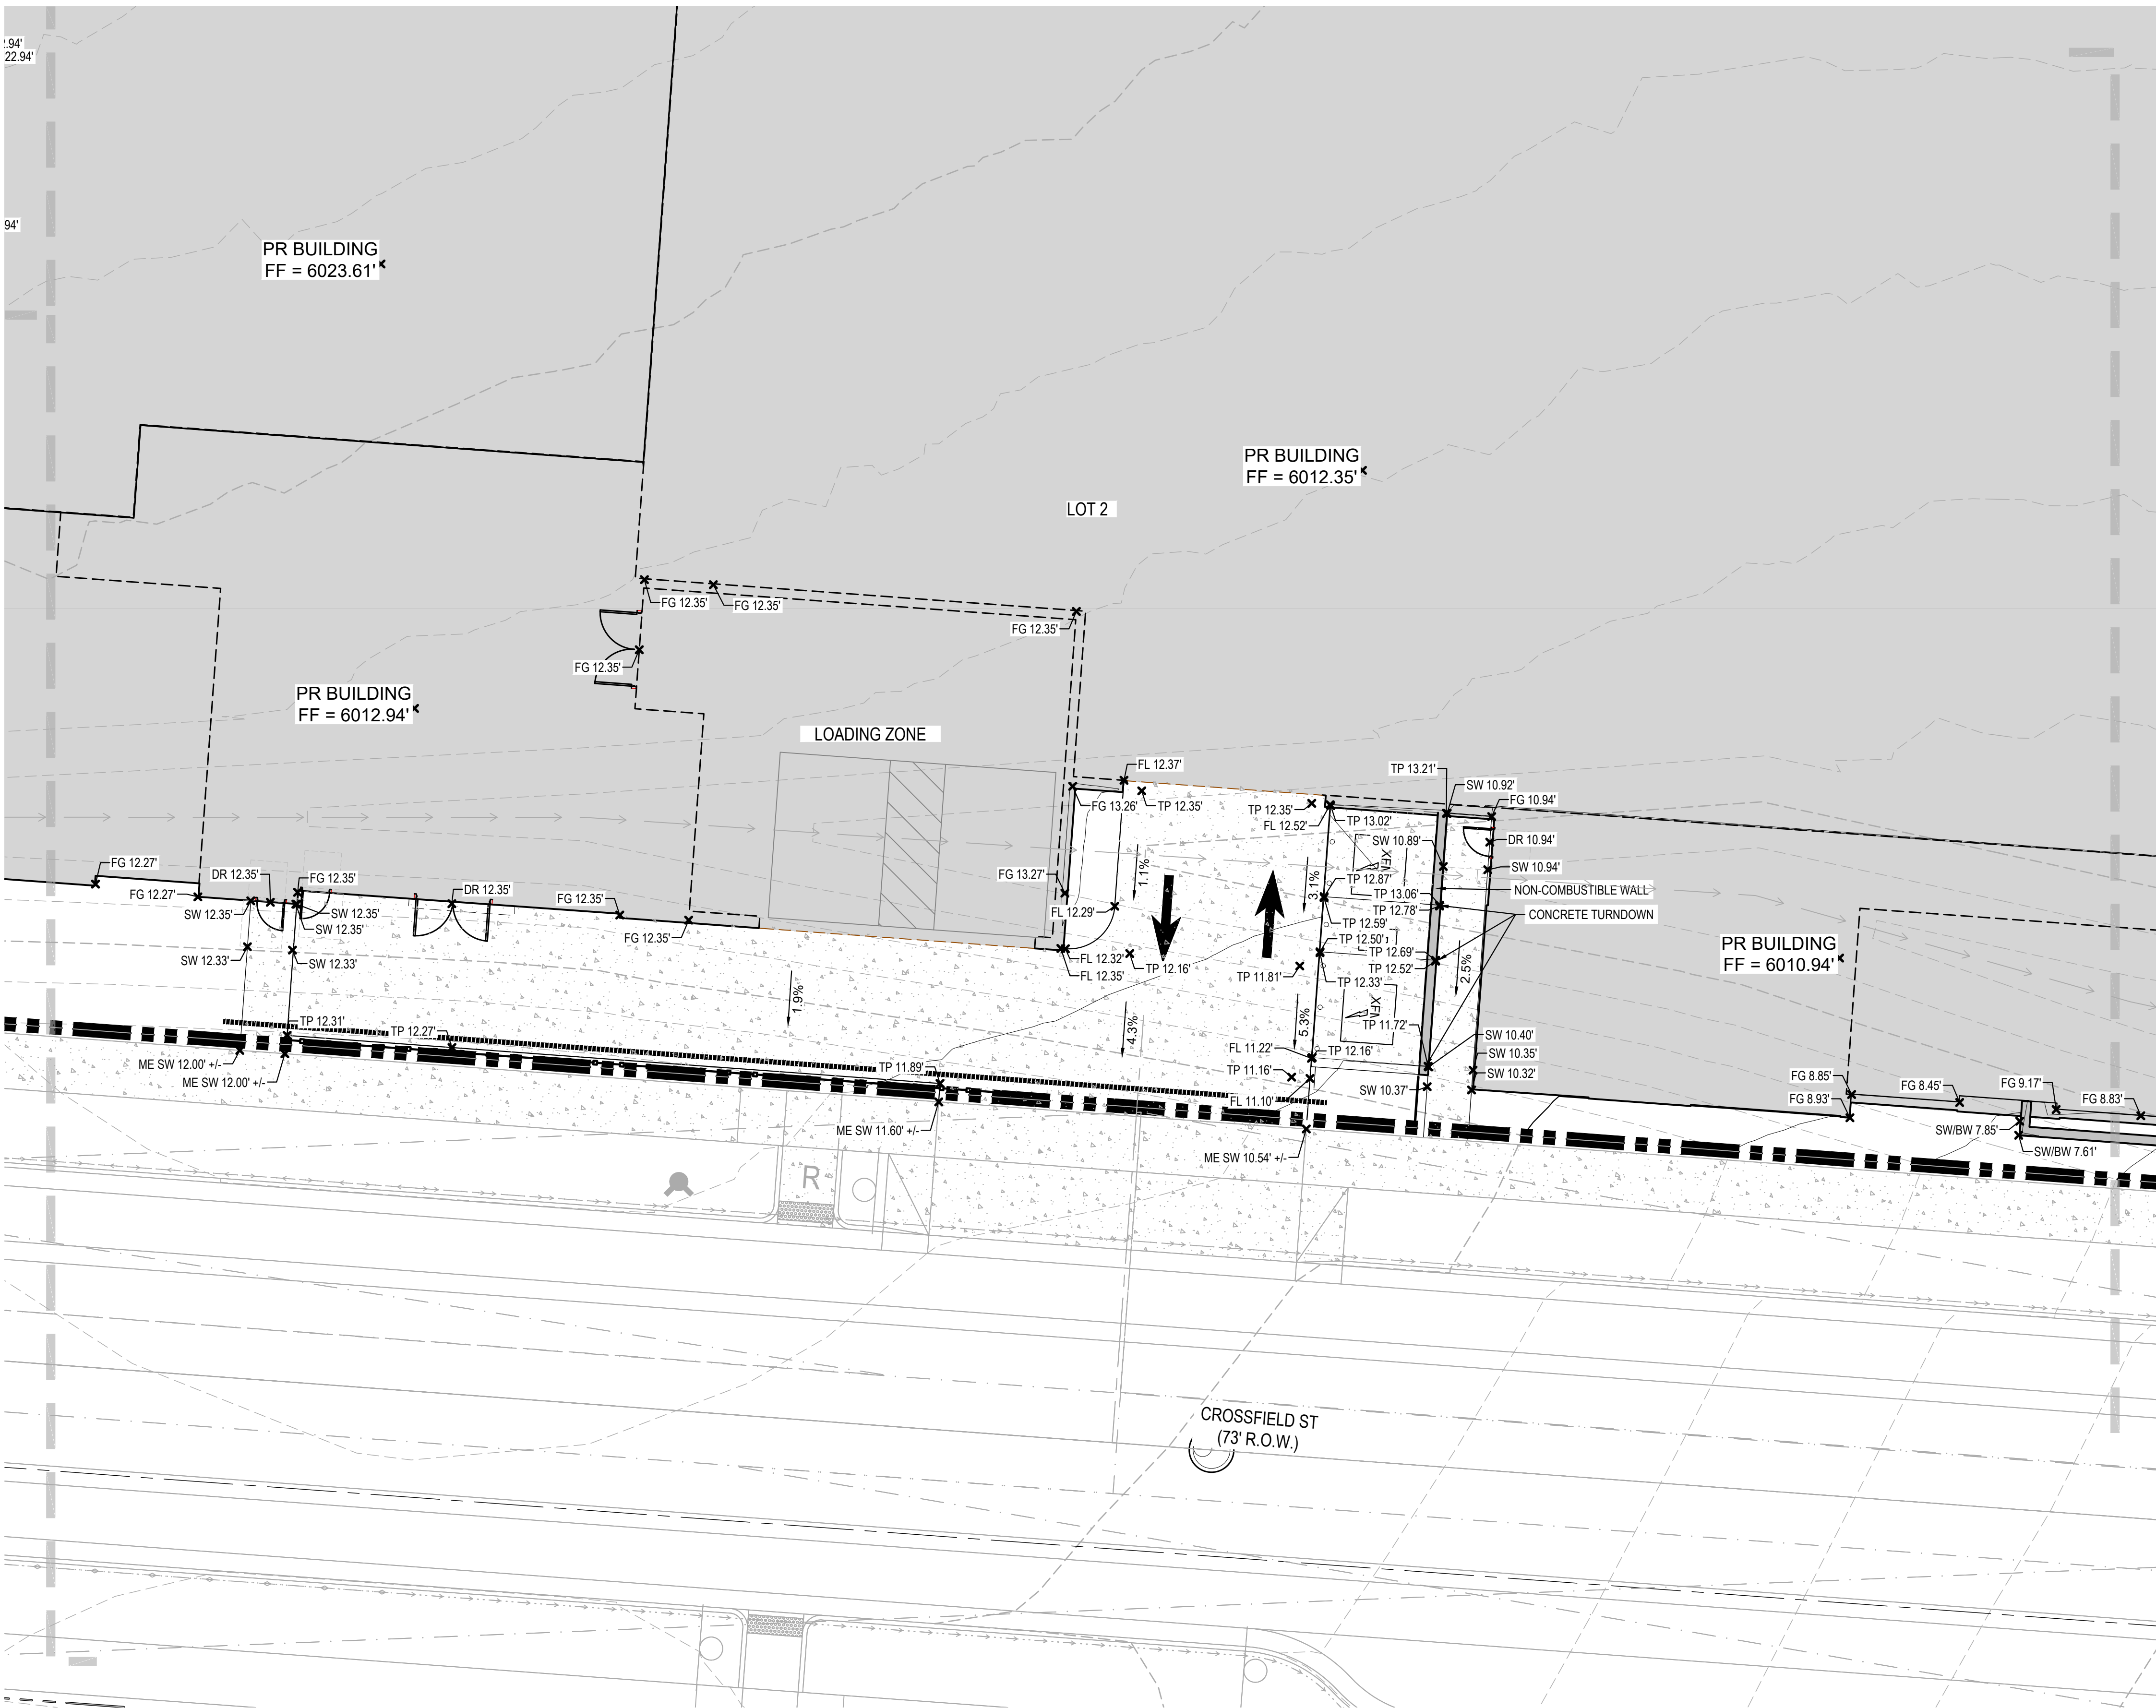 .94'
22.94'
94'
PR BUILDING
FF = 6023.61'
PR BUILDING
FF = 6012.35'
LOT 2
FG 12.35'
FG 12.35'
FG 12.35'
FG 12.35'
PR BUILDING
FF = 6012.94'
LOADING ZONE
FL 12.37'
TP 13.21'
SW 10.92'
FG 13.26'
TP 12.35'
TP 12.35'
FL 12.52'
TP 13.02'
FG 10.94'
SW 10.89'
DR 10.94'
XFM
FG 12.27'
FG 12.27'
DR 12.35'
FG 12.35'
DR 12.35'
FG 12.35'
FG 13.27'
1.1%
3.1%
TP 12.87'
SW 10.94'
TP 13.06'
NON-COMBUSTIBLE WALL
SW 12.35'
SW 12.35'
SW 12.35'
FL 12.29'
TP 12.78'
CONCRETE TURNDOWN
TP 12.59'
FG 12.35'
TP 12.50'
PR BUILDING
FF = 6010.94'
SW 12.33'
SW 12.33'
FL 12.32'
FL 12.35'
TP 12.16'
TP 11.81'
TP 12.69'
TP 12.52'
TP 12.33'
2.5%
1.9%
XFM
4.3%
5.3%
TP 12.31'
TP 12.27'
TP 11.72'
SW 10.40'
FL 11.22'
TP 12.16'
SW 10.35'
ME SW 12.00' +/-
ME SW 12.00' +/-
TP 11.89'
TP 11.16'
SW 10.32'
SW 10.37'
FL 11.10'
FG 8.85'
FG 8.93'
FG 8.45'
FG 9.17'
FG 8.83'
ME SW 11.60' +/-
SW/BW 7.85'
ME SW 10.54' +/-
SW/BW 7.61'
R
CROSSFIELD ST
(73' R.O.W.)